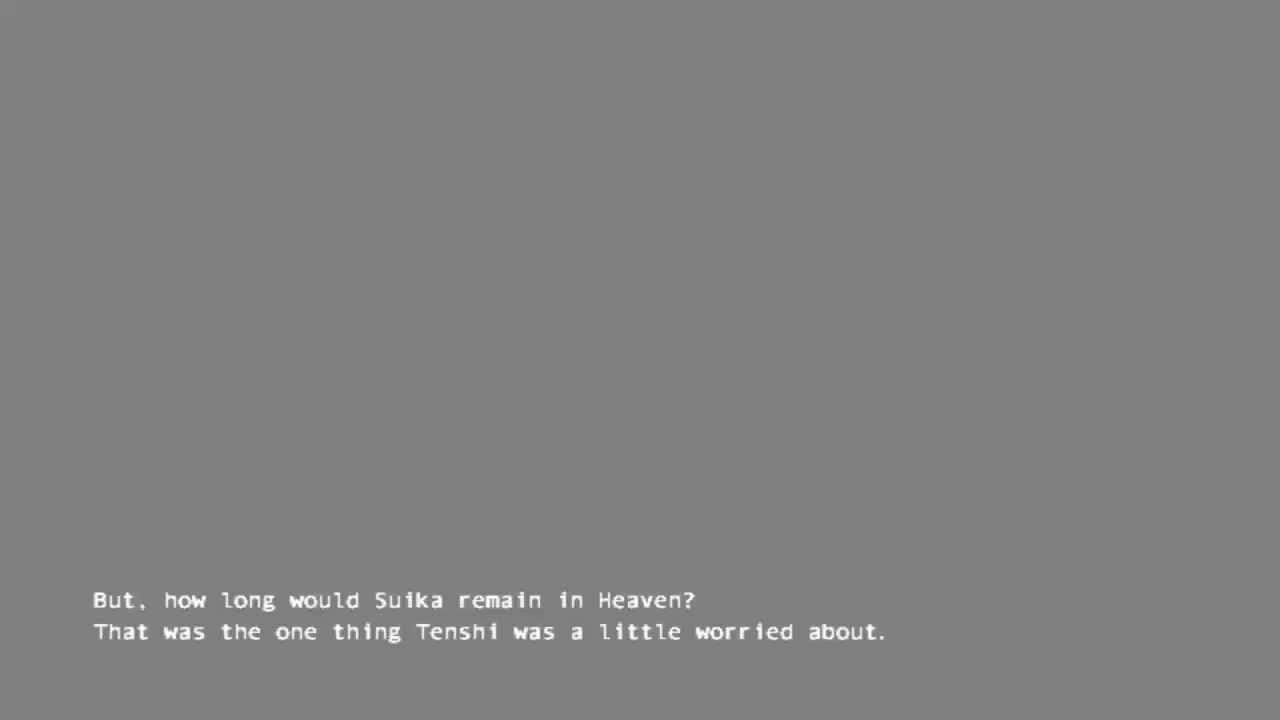 But, how long would Suika remain in Heaven?
That was the one thing Tenshi was a little worried about.